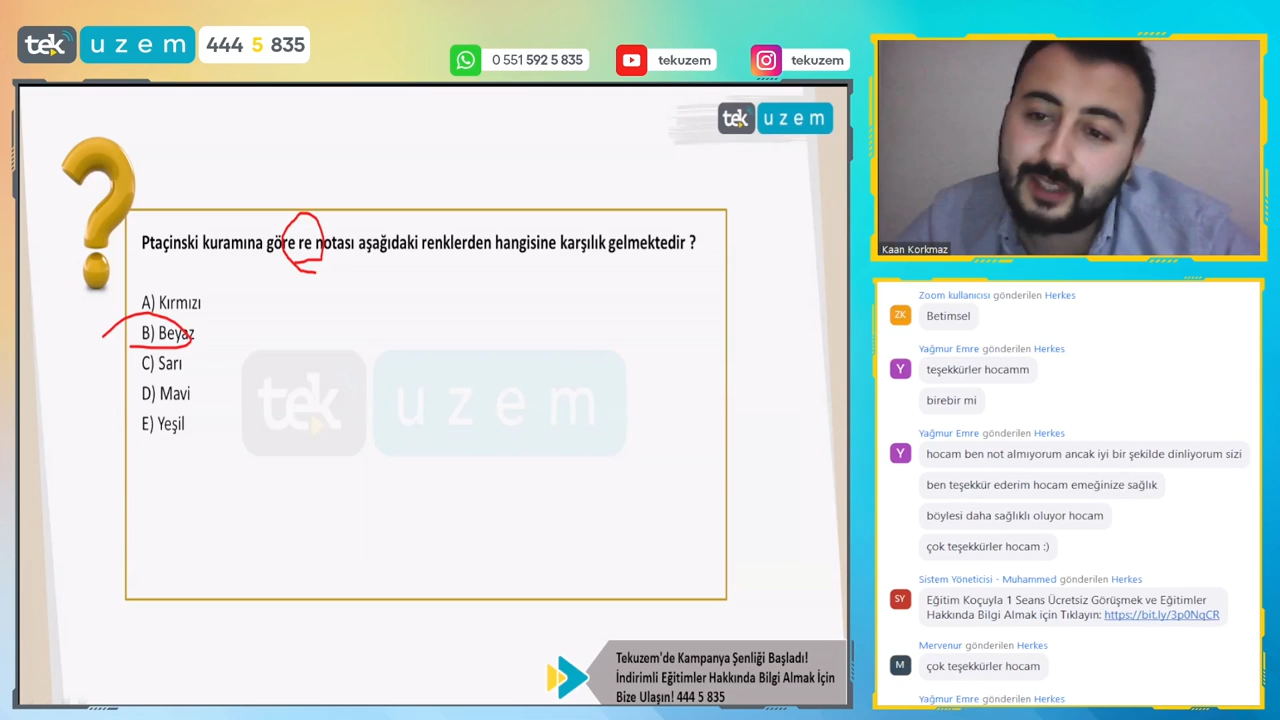 tek uzem 444 5 835
0 551 592 5 835
tekuzem
tekuzem
tek uzem
Ptaçinski kuramına göre re notası aşağıdaki renklerden hangisine karşılık gelmektedir ?
A) Kırmızı
B) Beyaz
C) Sarı
D) Mavi
E) Yeşil
tek uzem
Tekuzem'de Kampanya Şenliği Başladı!
İndirimli Eğitimler Hakkında Bilgi Almak İçin
Bize Ulaşın! 444 5 835
Kaan Korkmaz
Zoom kullanıcısı gönderilen Herkes
ZK
Betimsel
Yağmur Emre gönderilen Herkes
Y
teşekkürler hocamm
birebir mi
Yağmur Emre gönderilen Herkes
Y
hocam ben not almıyorum ancak iyi bir şekilde dinliyorum sizi
ben teşekkür ederim hocam emeğinize sağlık
böylesi daha sağlıklı oluyor hocam
çok teşekkürler hocam :)
Sistem Yöneticisi - Muhammed gönderilen Herkes
SY
Eğitim Koçuyla 1 Seans Ücretsiz Görüşmek ve Eğitimler
Hakkında Bilgi Almak için Tıklayın: https://bit.ly/3p0NqCR
Mervenur gönderilen Herkes
M
çok teşekkürler hocam
Yağmur Emre gönderilen Herkes